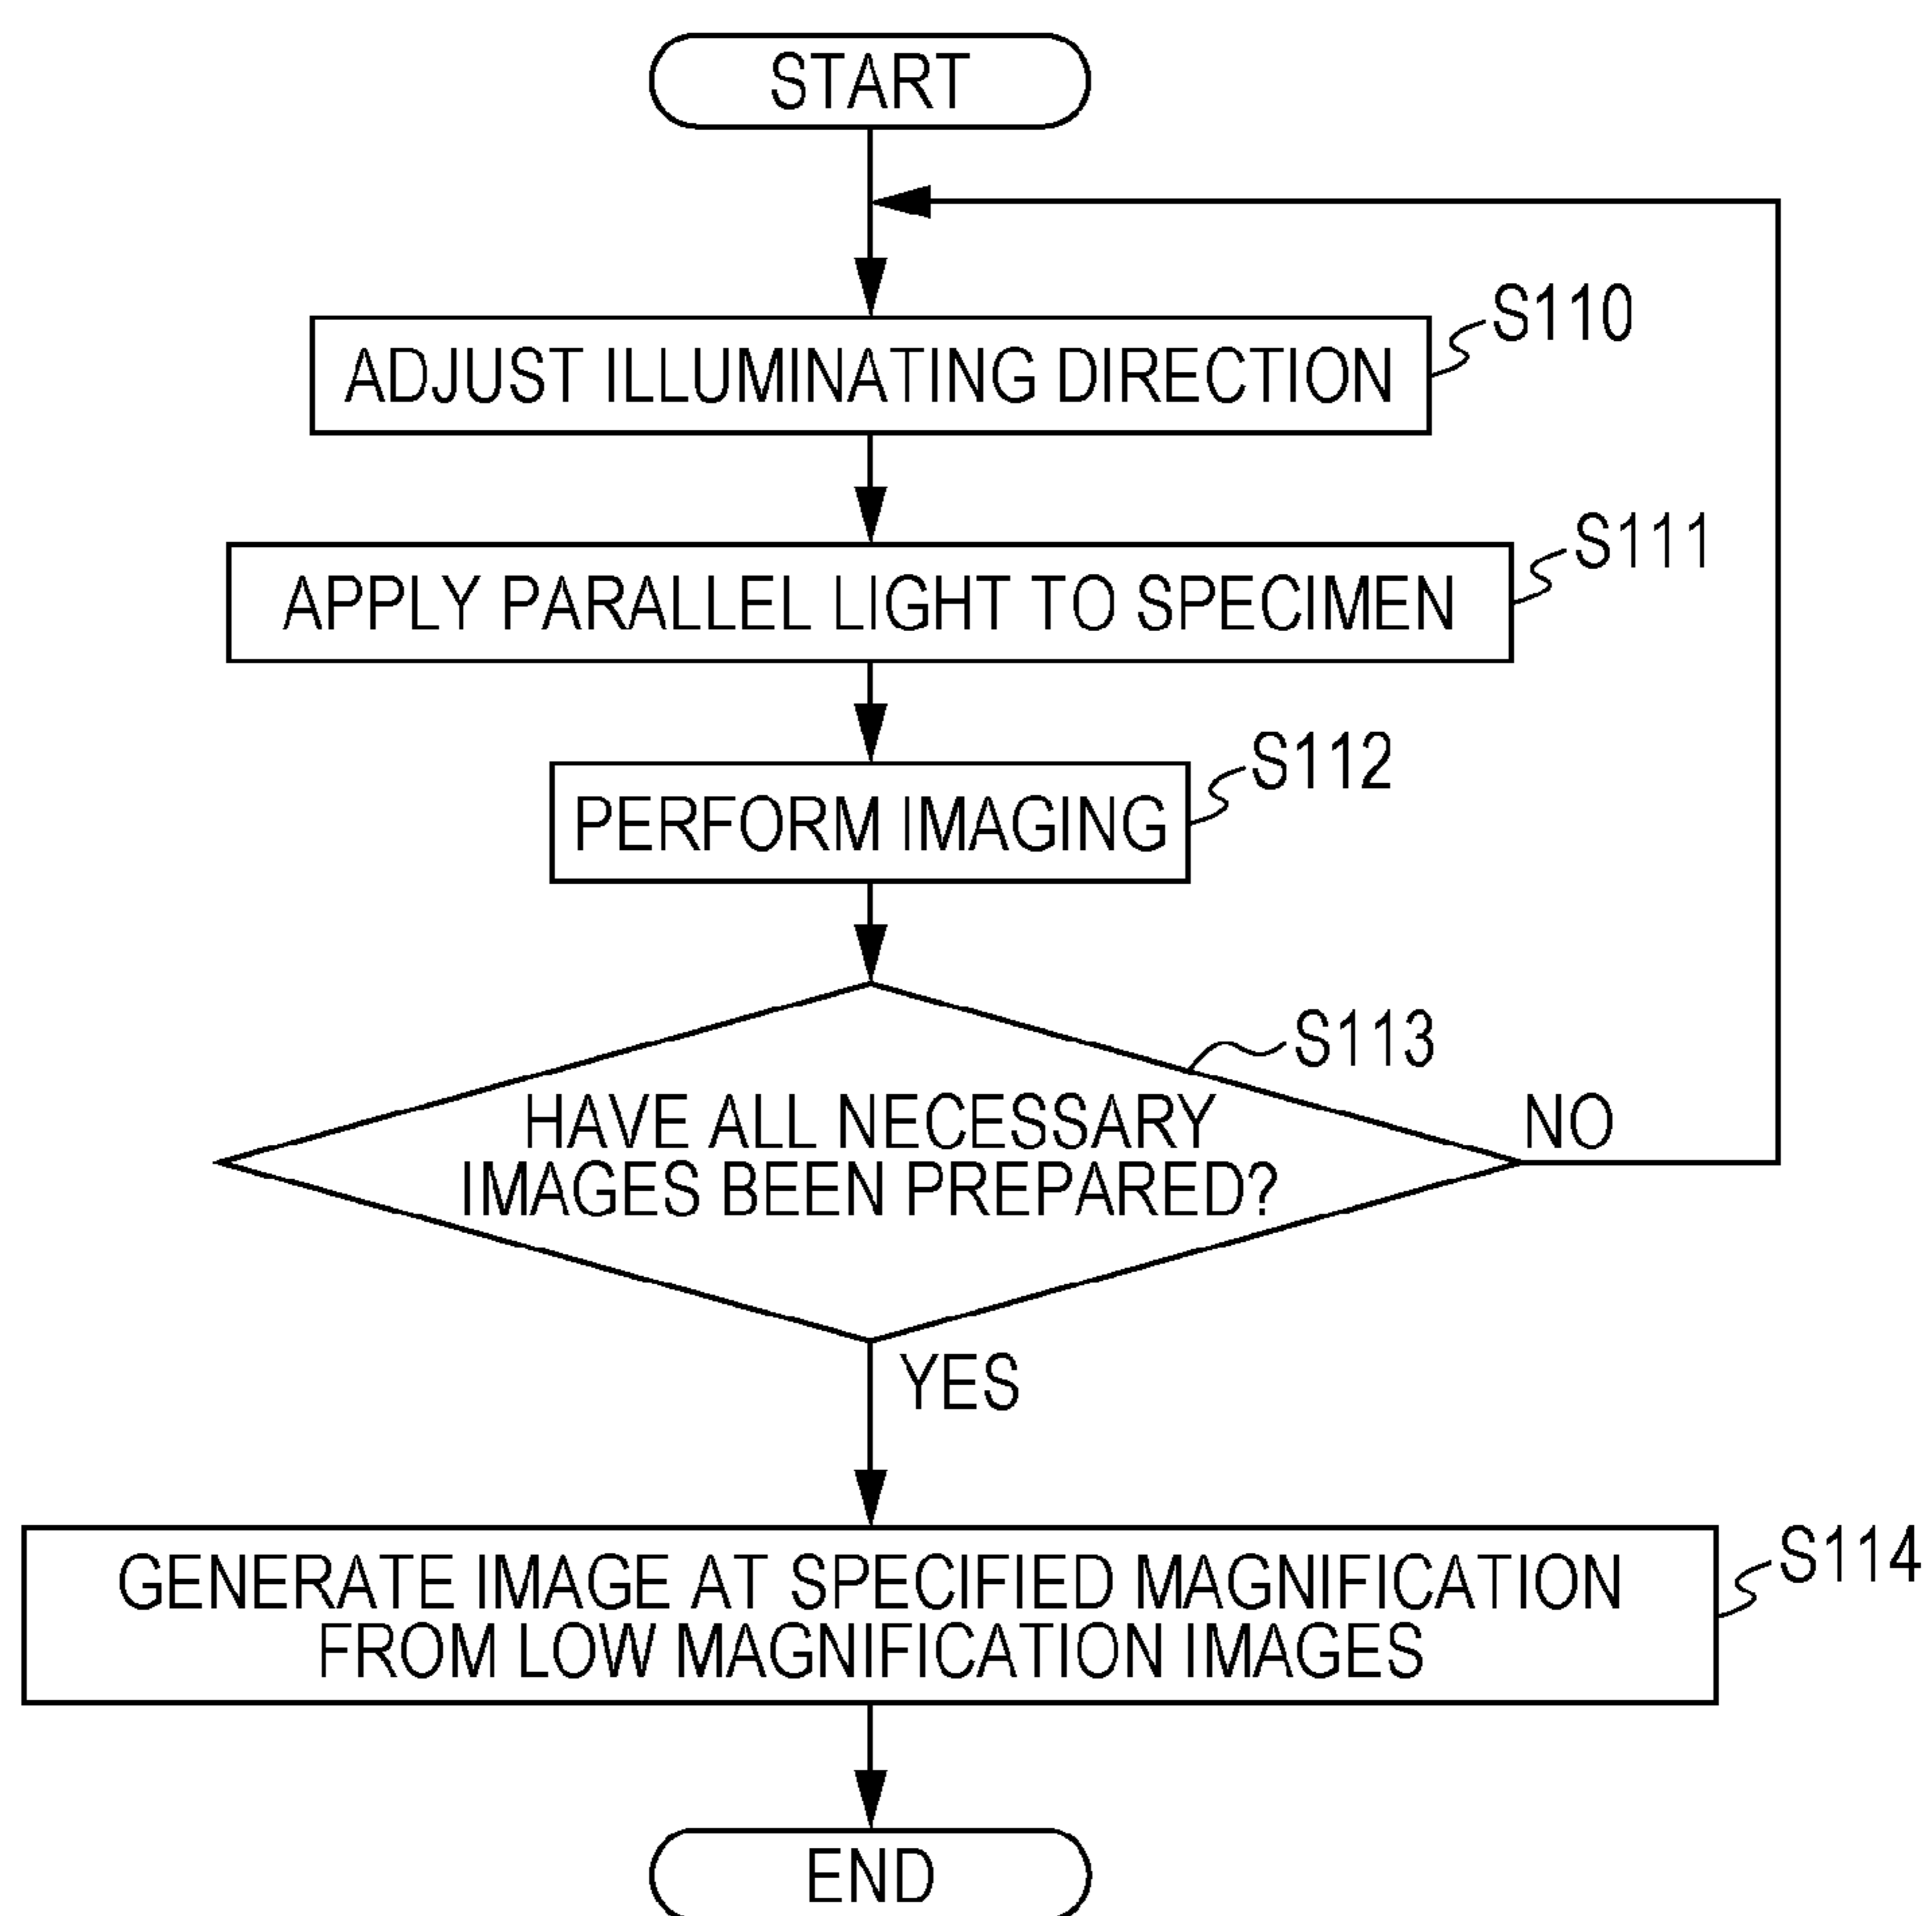 START
ADJUST ILLUMINATING DIRECTION
S110
APPLY PARALLEL LIGHT TO SPECIMEN
S111
PERFORM IMAGING
S112
HAVE ALL NECESSARY
IMAGES BEEN PREPARED?
S113
NO
YES
GENERATE IMAGE AT SPECIFIED MAGNIFICATION
FROM LOW MAGNIFICATION IMAGES
S114
END